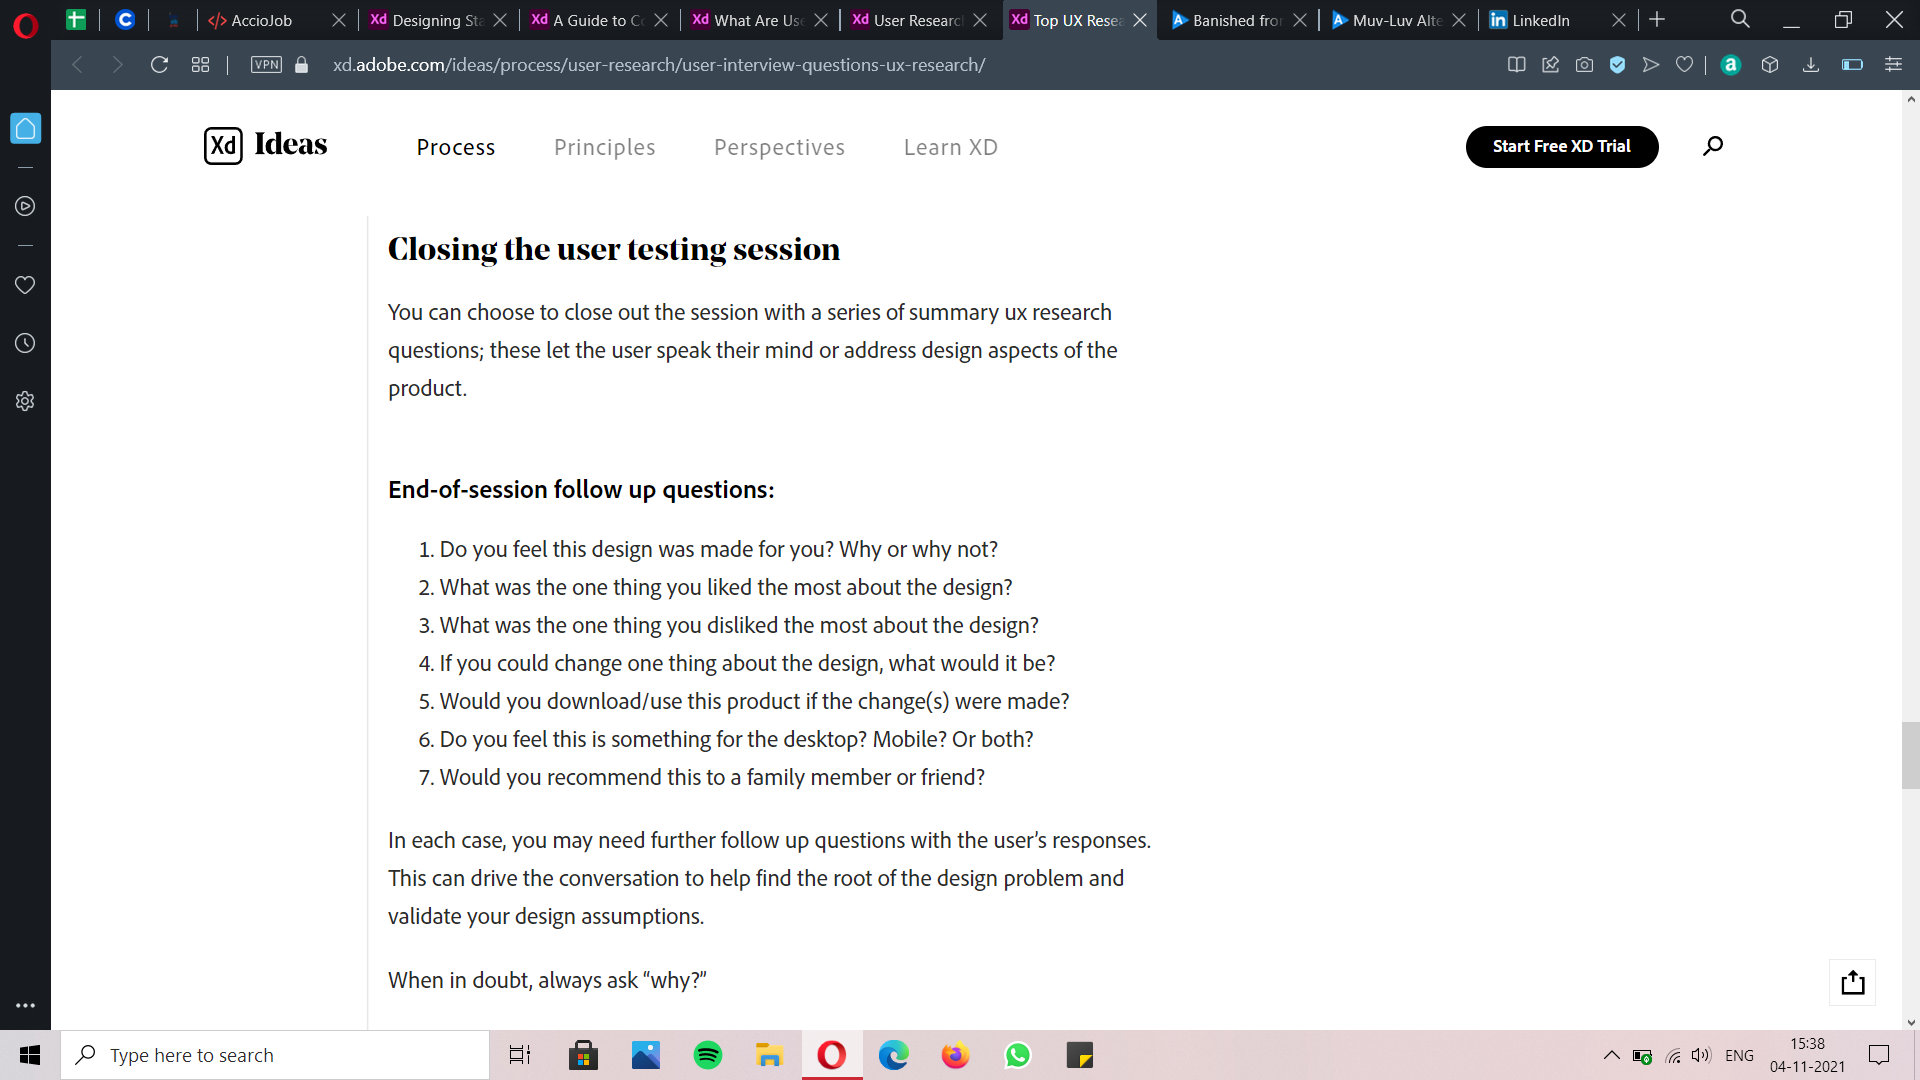 AccioJob
Designing Sta
A Guide to Co
What Are Use
User Research
Top UX Resea
Banished from
Muv-Luv Alte
LinkedIn
VPN
xd.adobe.com/ideas/process/user-research/user-interview-questions-ux-research/
Xd Ideas
Process
Principles
Perspectives
Learn XD
Start Free XD Trial
Closing the user testing session
You can choose to close out the session with a series of summary ux research
questions; these let the user speak their mind or address design aspects of the
product.
End-of-session follow up questions:
1. Do you feel this design was made for you? Why or why not?
2. What was the one thing you liked the most about the design?
3. What was the one thing you disliked the most about the design?
4. If you could change one thing about the design, what would it be?
5. Would you download/use this product if the change(s) were made?
6. Do you feel this is something for the desktop? Mobile? Or both?
7. Would you recommend this to a family member or friend?
In each case, you may need further follow up questions with the user’s responses.
This can drive the conversation to help find the root of the design problem and
validate your design assumptions.
When in doubt, always ask “why?”
Type here to search
ENG
15:38
04-11-2021